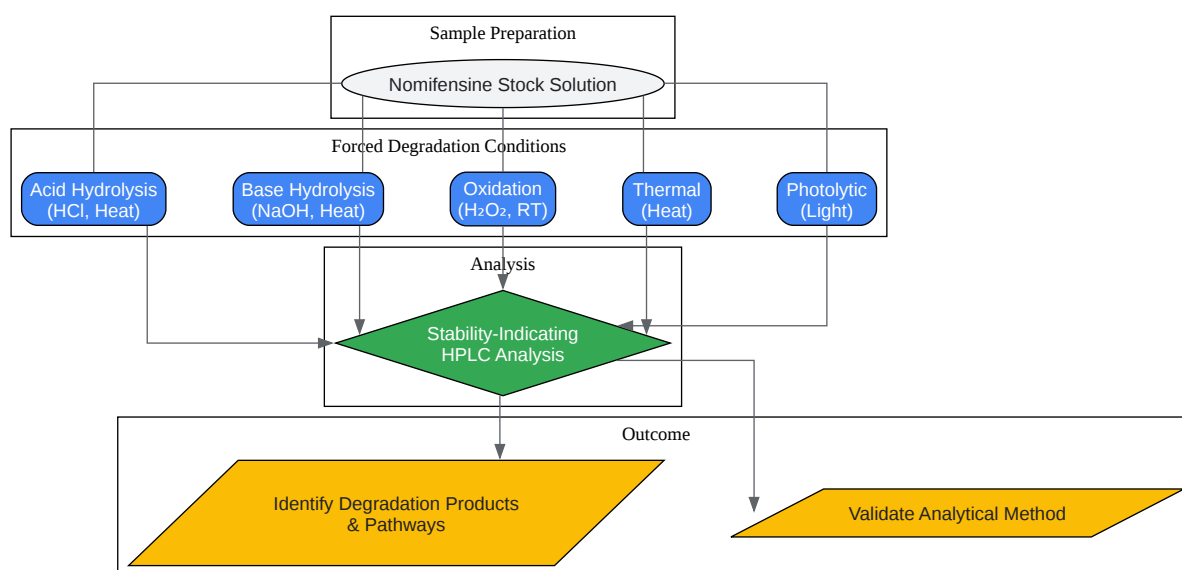 Sample Preparation
Nomifensine Stock Solution
Forced Degradation Conditions
Acid Hydrolysis
(HCl, Heat)
Base Hydrolysis
(NaOH, Heat)
Oxidation
(H₂O₂, RT)
Thermal
(Heat)
Photolytic
(Light)
Analysis
Stability-Indicating
HPLC Analysis
Outcome
Identify Degradation Products
& Pathways
Validate Analytical Method